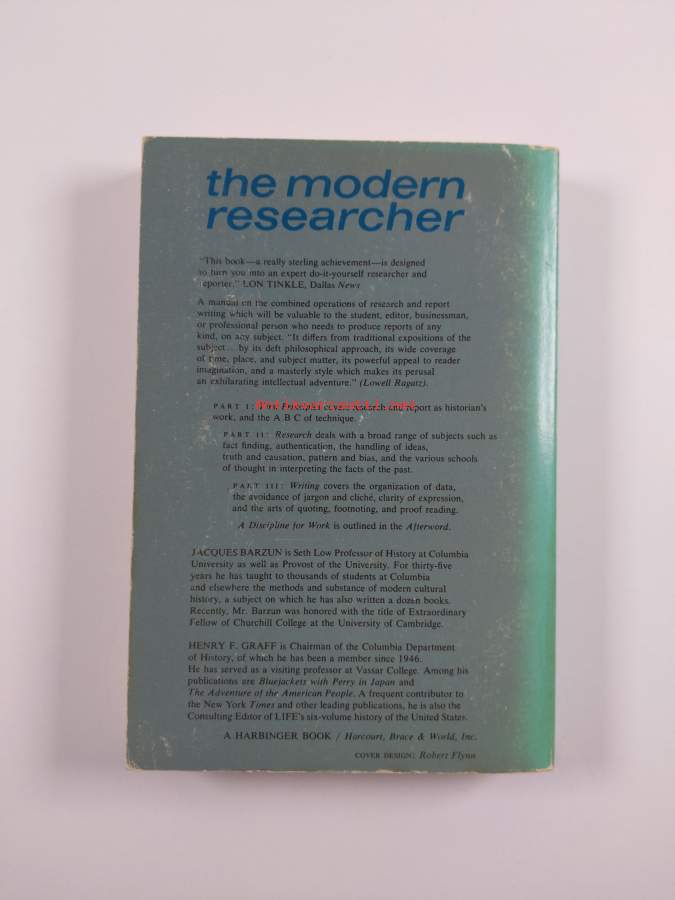 the modern
researcher
"This book—a really sterling achievement—is designed
to turn you into an expert do-it-yourself researcher and
reporter." LON TINKLE, Dallas News
A manual on the combined operations of research and report
writing which will be valuable to the student, editor, businessman,
or professional person who needs to produce reports of any
kind, on any subject. "It differs from traditional expositions of the
subject... by its deft philosophical approach, its wide coverage
of time, place, and subject matter, its powerful appeal to reader
imagination, and a masterly style which makes its perusal
an exhilarating intellectual adventure." (Lowell Ragatz).
PART I: First Principles covers research and report as historian's
work, and the A B C of technique.
PART II: Research deals with a broad range of subjects such as
fact finding, authentication, the handling of ideas,
truth and causation, pattern and bias, and the various schools
of thought in interpreting the facts of the past.
PART III: Writing covers the organization of data,
the avoidance of jargon and cliché, clarity of expression,
and the arts of quoting, footnoting, and proof reading.
A Discipline for Work is outlined in the Afterword.
JACQUES BARZUN is Seth Low Professor of History at Columbia
University as well as Provost of the University. For thirty-five
years he has taught to thousands of students at Columbia
and elsewhere the methods and substance of modern cultural
history, a subject on which he has also written a dozen books.
Recently, Mr. Barzun was honored with the title of Extraordinary
Fellow of Churchill College at the University of Cambridge.
HENRY F. GRAFF is Chairman of the Columbia Department
of History, of which he has been a member since 1946.
He has served as a visiting professor at Vassar College. Among his
publications are Bluejackets with Perry in Japan and
The Adventure of the American People. A frequent contributor to
the New York Times and other leading publications, he is also the
Consulting Editor of LIFE's six-volume history of the United States.
A HARBINGER BOOK / Harcourt, Brace & World, Inc.
COVER DESIGN: Robert Flynn